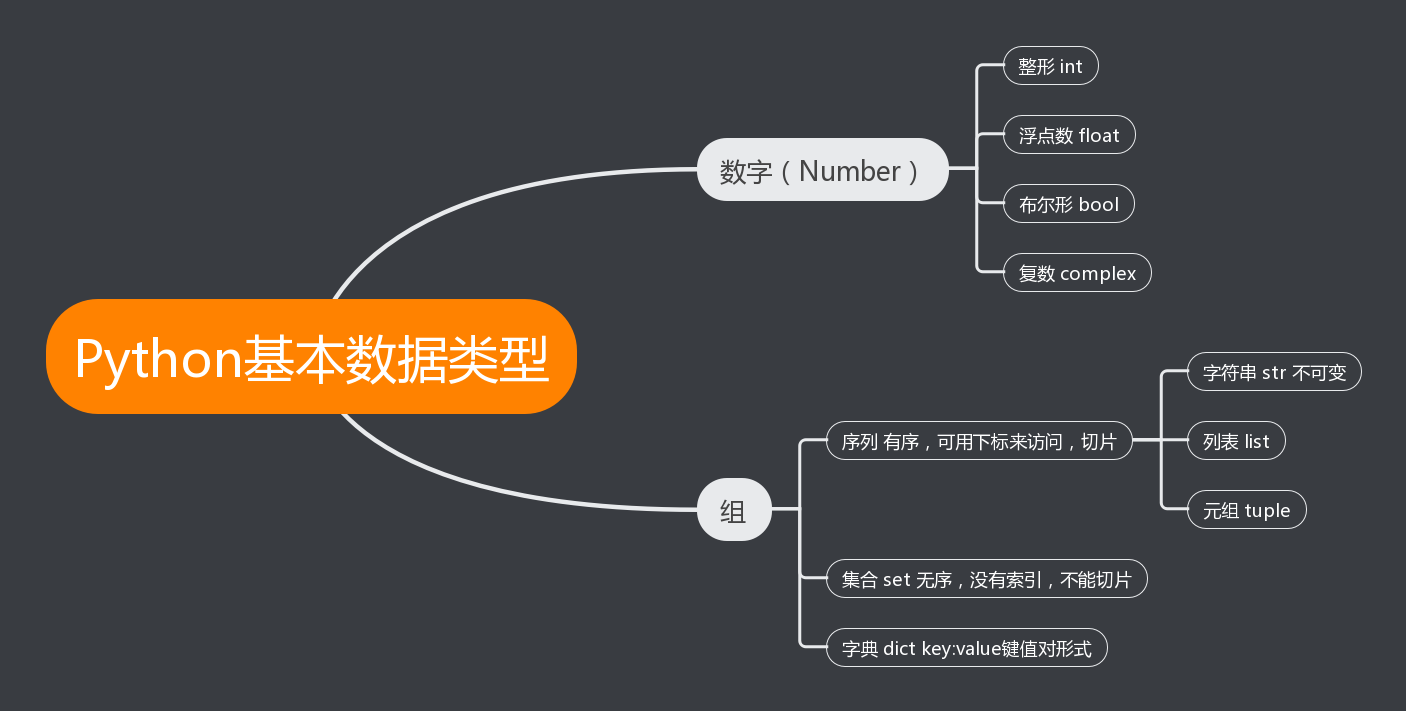 Python基本数据类型
数字（Number）
整形 int
浮点数 float
布尔形 bool
复数 complex
组
序列 有序，可用下标来访问，切片
字符串 str 不可变
列表 list
元组 tuple
集合 set 无序，没有索引，不能切片
字典 dict key:value键值对形式